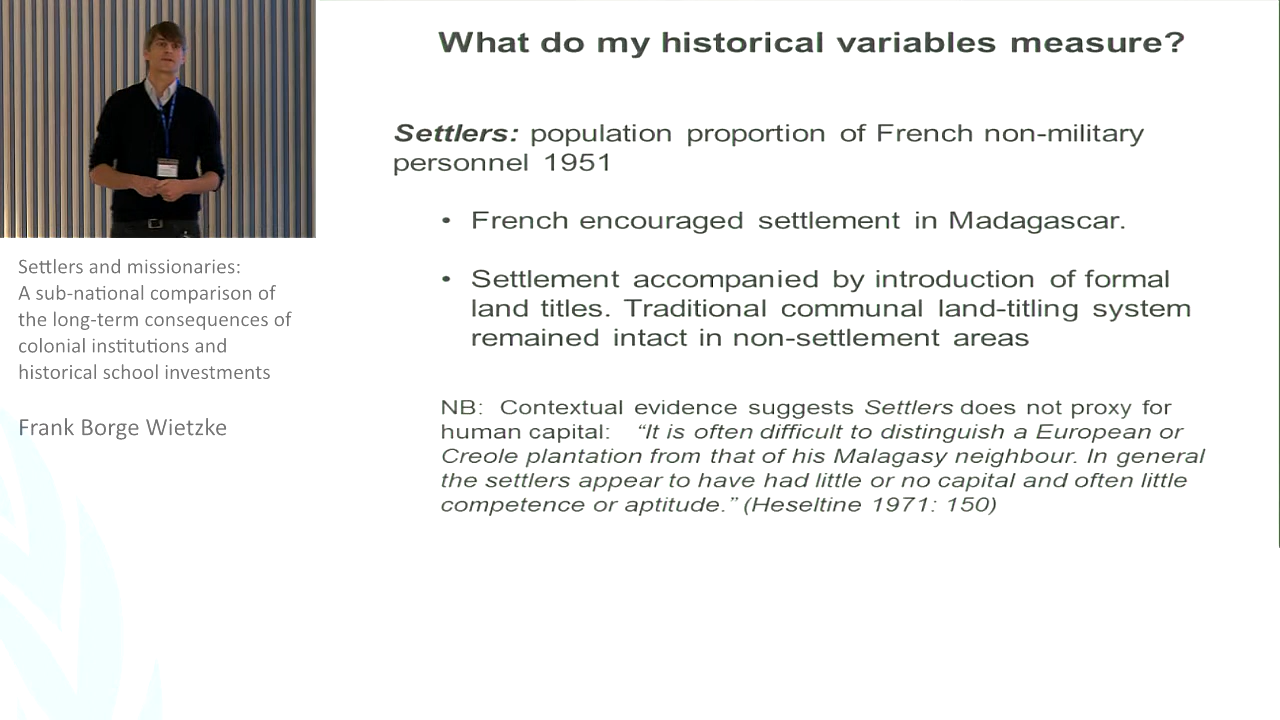 What do my historical variables measure?
Settlers: population proportion of French non-military
personnel 1951
• French encouraged settlement in Madagascar.
• Settlement accompanied by introduction of formal
land titles. Traditional communal land-titling system
remained intact in non-settlement areas
NB: Contextual evidence suggests Settlers does not proxy for
human capital: “It is often difficult to distinguish a European or
Creole plantation from that of his Malagasy neighbour. In general
the settlers appear to have had little or no capital and often little
competence or aptitude.” (Heseltine 1971: 150)
Settlers and missionaries:
A sub-national comparison of
the long-term consequences of
colonial institutions and
historical school investments
Frank Borge Wietzke